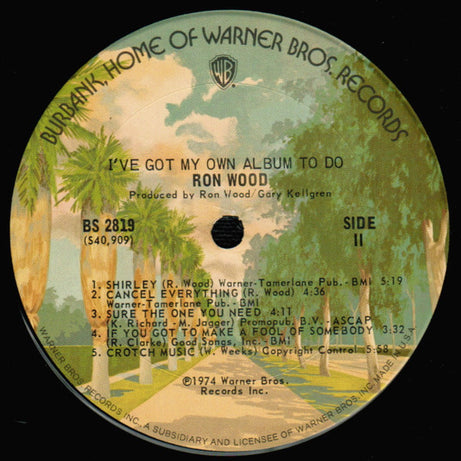 BURBANK, HOME OF WARNER BROS. RECORDS
WB
I'VE GOT MY OWN ALBUM TO DO
RON WOOD
Produced by Ron Wood/Gary Kellgren
BS 2819
(S40,909)
SIDE
II
1. SHIRLEY (R. Wood) Warner-Tamerlane Pub.-BMI 5:19
2. CANCEL EVERYTHING (R. Wood) 4:36
Warner-Tamerlane Pub. - BMI
3. SURE THE ONE YOU NEED 4:11
(K. Richard - M. Jagger) Promopub, B.V.-ASCAP
4. IF YOU GOT TO MAKE A FOOL OF SOMEBODY 3:32
(R. Clarke) Good Songs, Inc. -BMI
5. CROTCH MUSIC (W. Weeks) Copyright Control 5:58
Ⓟ1974 Warner Bros.
Records Inc.
WARNER BROS. RECORDS INC., A SUBSIDIARY AND LICENSEE OF WARNER BROS. INC. MADE IN U.S.A.